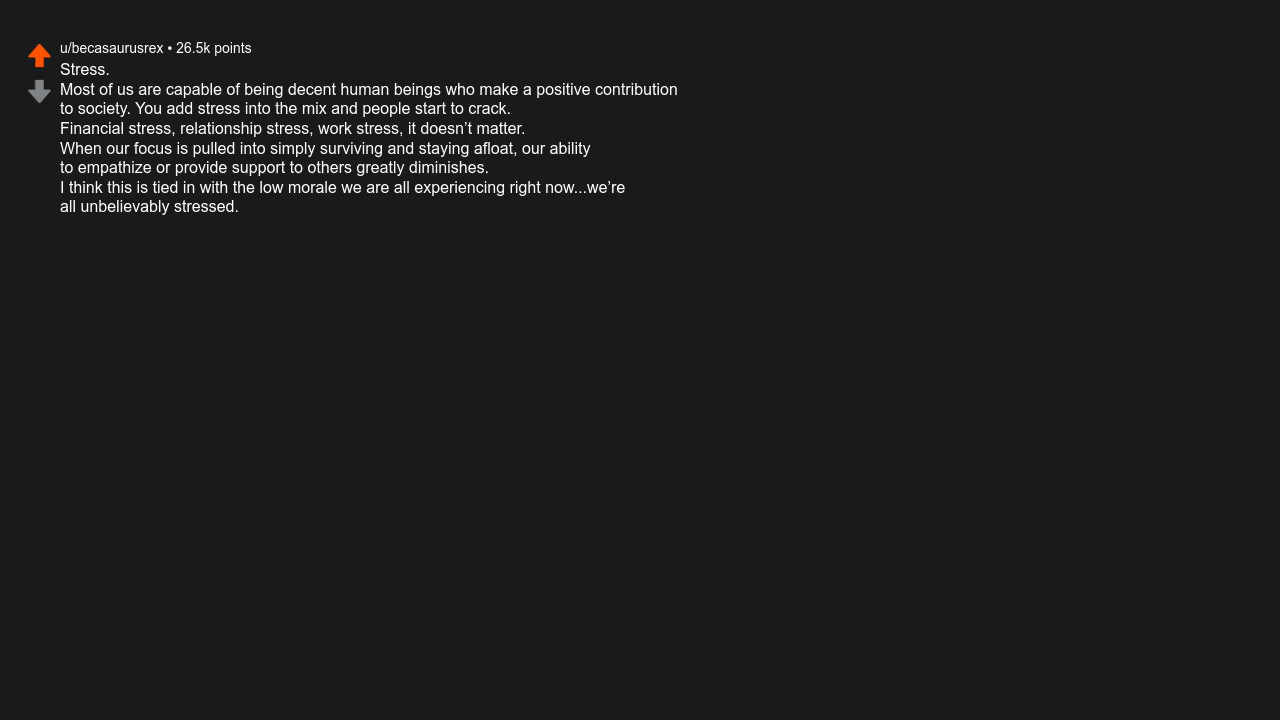 u/becasaurusrex • 26.5k points
Stress.
Most of us are capable of being decent human beings who make a positive contribution
to society. You add stress into the mix and people start to crack.
Financial stress, relationship stress, work stress, it doesn’t matter.
When our focus is pulled into simply surviving and staying afloat, our ability
to empathize or provide support to others greatly diminishes.
I think this is tied in with the low morale we are all experiencing right now...we’re
all unbelievably stressed.